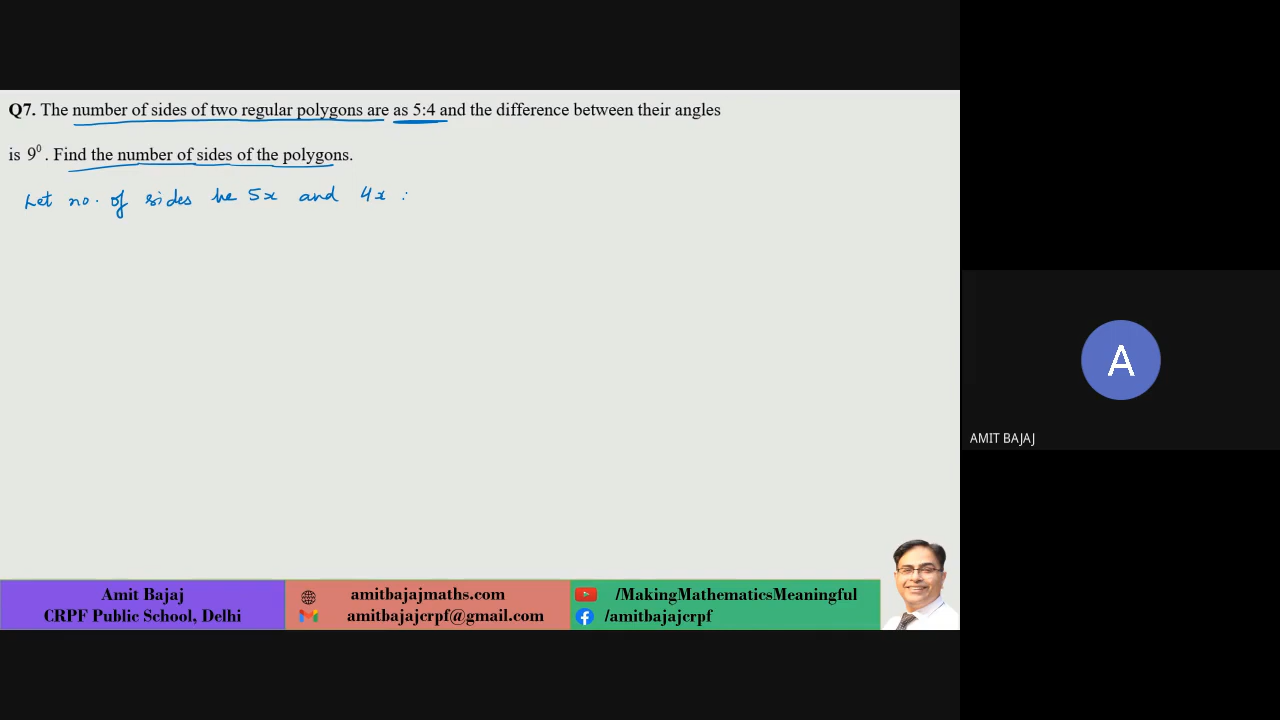 Q7. The number of sides of two regular polygons are as 5:4 and the difference between their angles
is 9⁰. Find the number of sides of the polygons.
Let no. of sides be 5x and 4x :
A
AMIT BAJAJ
Amit Bajaj
CRPF Public School, Delhi
amitbajajmaths.com
amitbajajcrpf@gmail.com
/MakingMathematicsMeaningful
/amitbajajcrpf